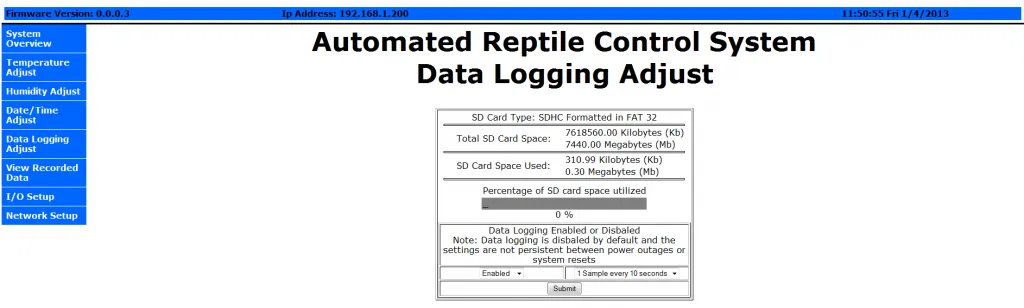 Firmware Version: 0.0.0.3 Ip Address: 192.168.1.200 11:50:55 Fri 1/4/2013
System
Overview
Temperature
Adjust
Humidity Adjust
Date/Time
Adjust
Data Logging
Adjust
View Recorded
Data
I/O Setup
Network Setup
Automated Reptile Control System
Data Logging Adjust
SD Card Type: SDHC Formatted in FAT 32
Total SD Card Space: 7618560.00 Kilobytes (Kb)
7440.00 Megabytes (Mb)
SD Card Space Used: 310.99 Kilobytes (Kb)
0.30 Megabytes (Mb)
Percentage of SD card space utilized
0 %
Data Logging Enabled or Disbaled
Note: Data logging is disbaled by default and the
settings are not persistent between power outages or
system resets
Enabled 1 Sample every 10 seconds
Submit